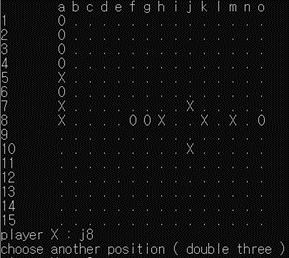 a b c d e f g h i j k l m n o
1 O . . . . . . . . . . . . . .
2 O . . . . . . . . . . . . . .
3 O . . . . . . . . . . . . . .
4 O . . . . . . . . . . . . . .
5 X . . . . . . . . . . . . . .
6 O . . . . . . . . . . . . . .
7 X . . . . . . . . X . . . . .
8 X . . . . O O X . . X . X . O
9 . . . . . . . . . . . . . . .
10 . . . . . . . . . X . . . . .
11 . . . . . . . . . . . . . . .
12 . . . . . . . . . . . . . . .
13 . . . . . . . . . . . . . . .
14 . . . . . . . . . . . . . . .
15 . . . . . . . . . . . . . . .
player X : j8
choose another position ( double three )